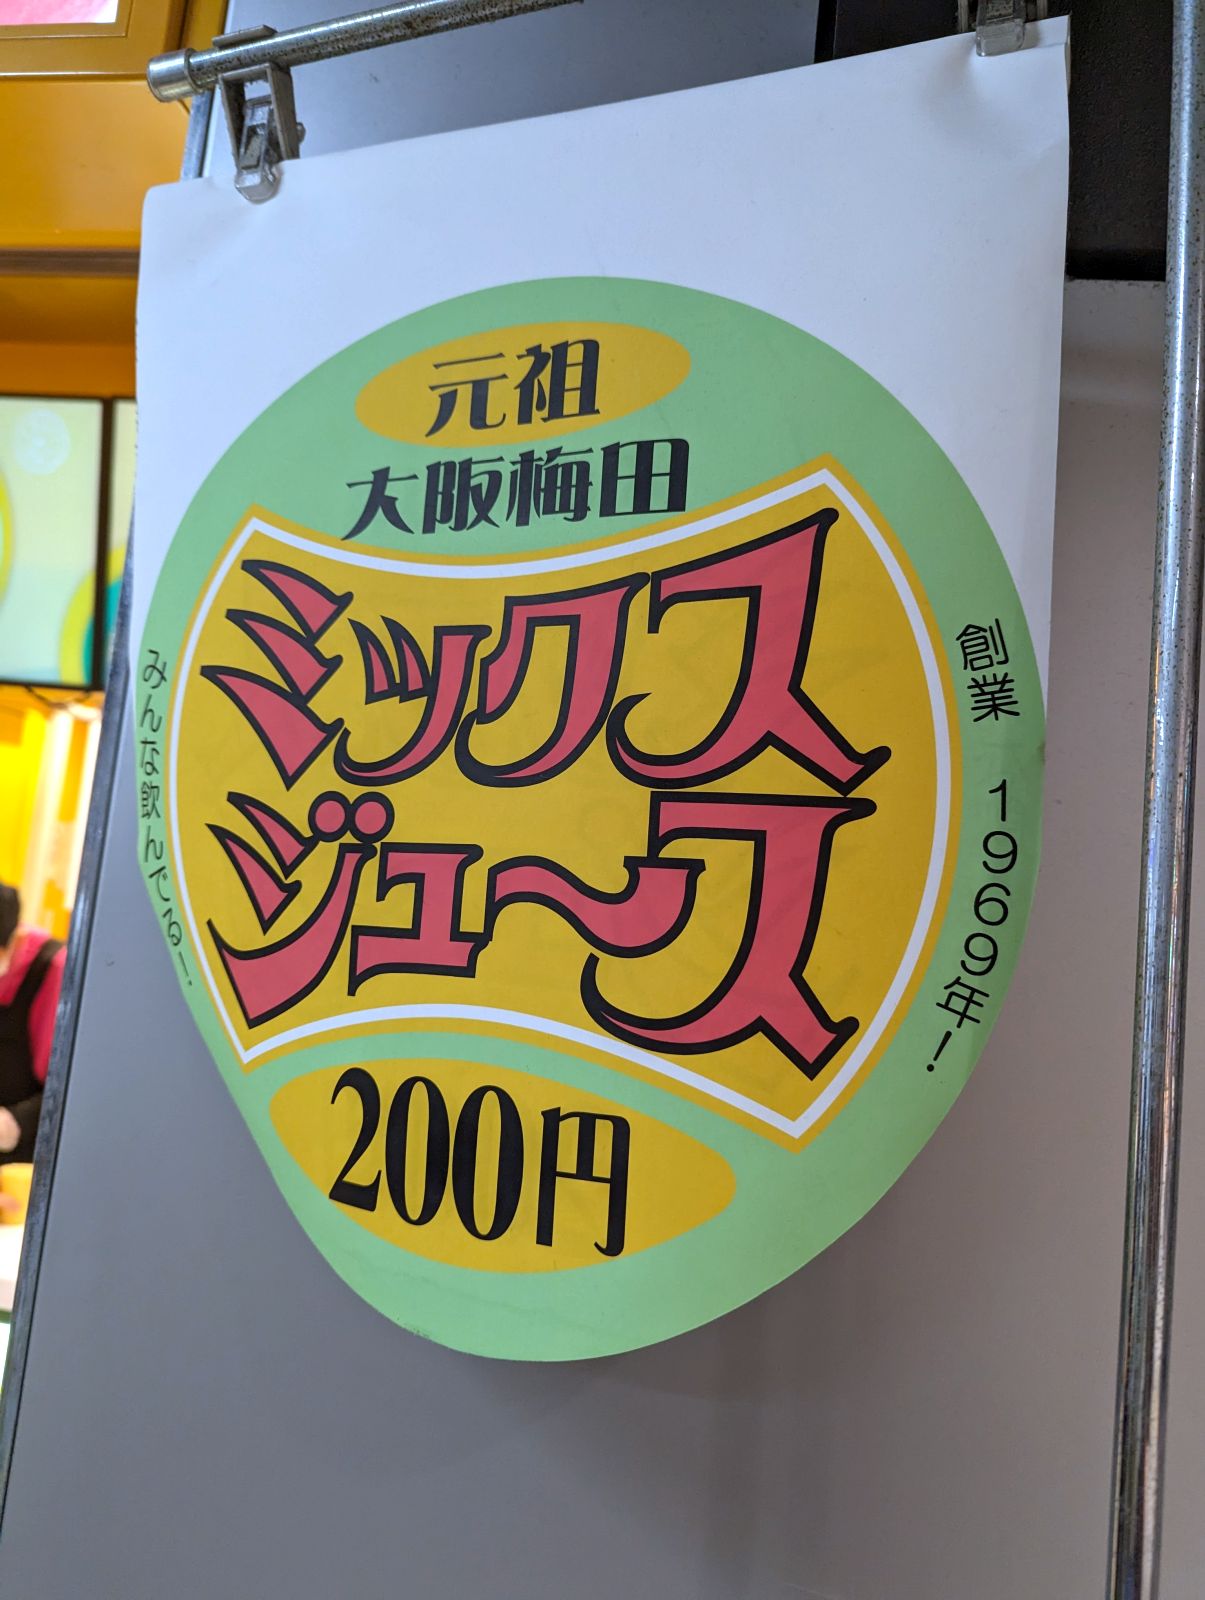 元祖
大阪梅田
ミックス
ジュース
200円
みんな飲んでる!
創業 1969年!